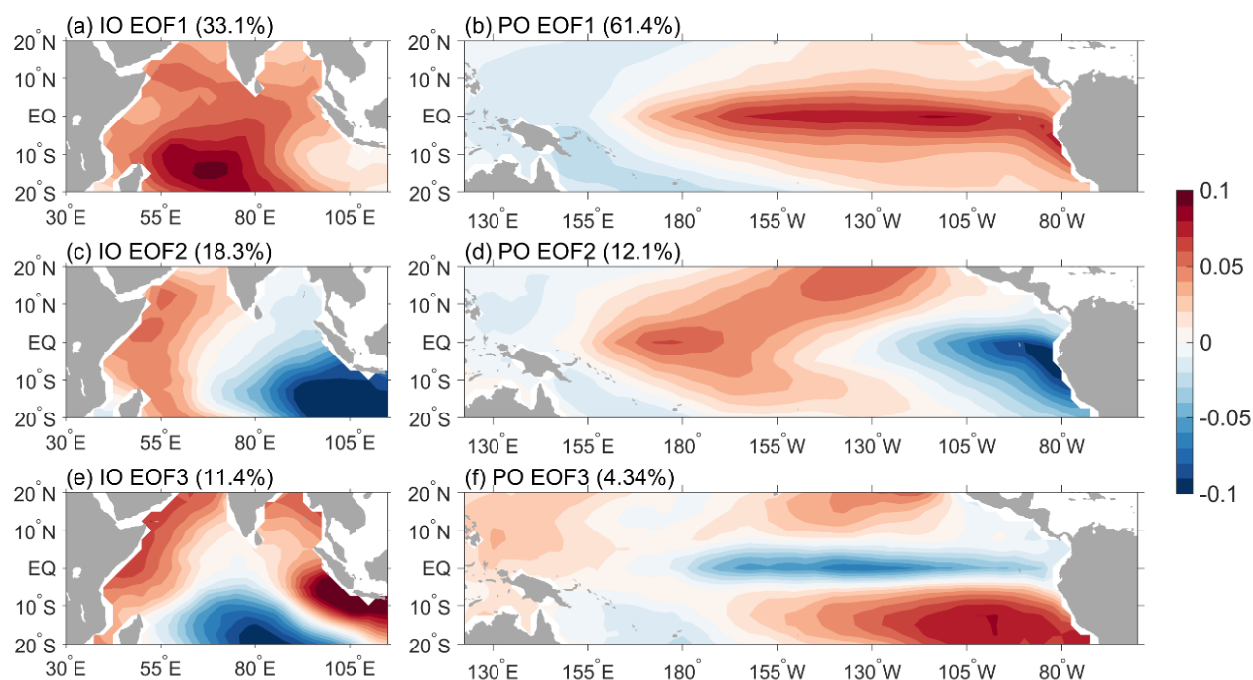 (a) IO EOF1 (33.1%)
(b) PO EOF1 (61.4%)
20°N
10°N
EQ
10°S
20°S
30°E 55°E 80°E 105°E
20°N
10°N
EQ
10°S
20°S
130°E 155°E 180° 155°W 130°W 105°W 80°W
(c) IO EOF2 (18.3%)
(d) PO EOF2 (12.1%)
20°N
10°N
EQ
10°S
20°S
30°E 55°E 80°E 105°E
20°N
10°N
EQ
10°S
20°S
130°E 155°E 180° 155°W 130°W 105°W 80°W
(e) IO EOF3 (11.4%)
(f) PO EOF3 (4.34%)
20°N
10°N
EQ
10°S
20°S
30°E 55°E 80°E 105°E
20°N
10°N
EQ
10°S
20°S
130°E 155°E 180° 155°W 130°W 105°W 80°W
0.1
0.05
0
-0.05
-0.1